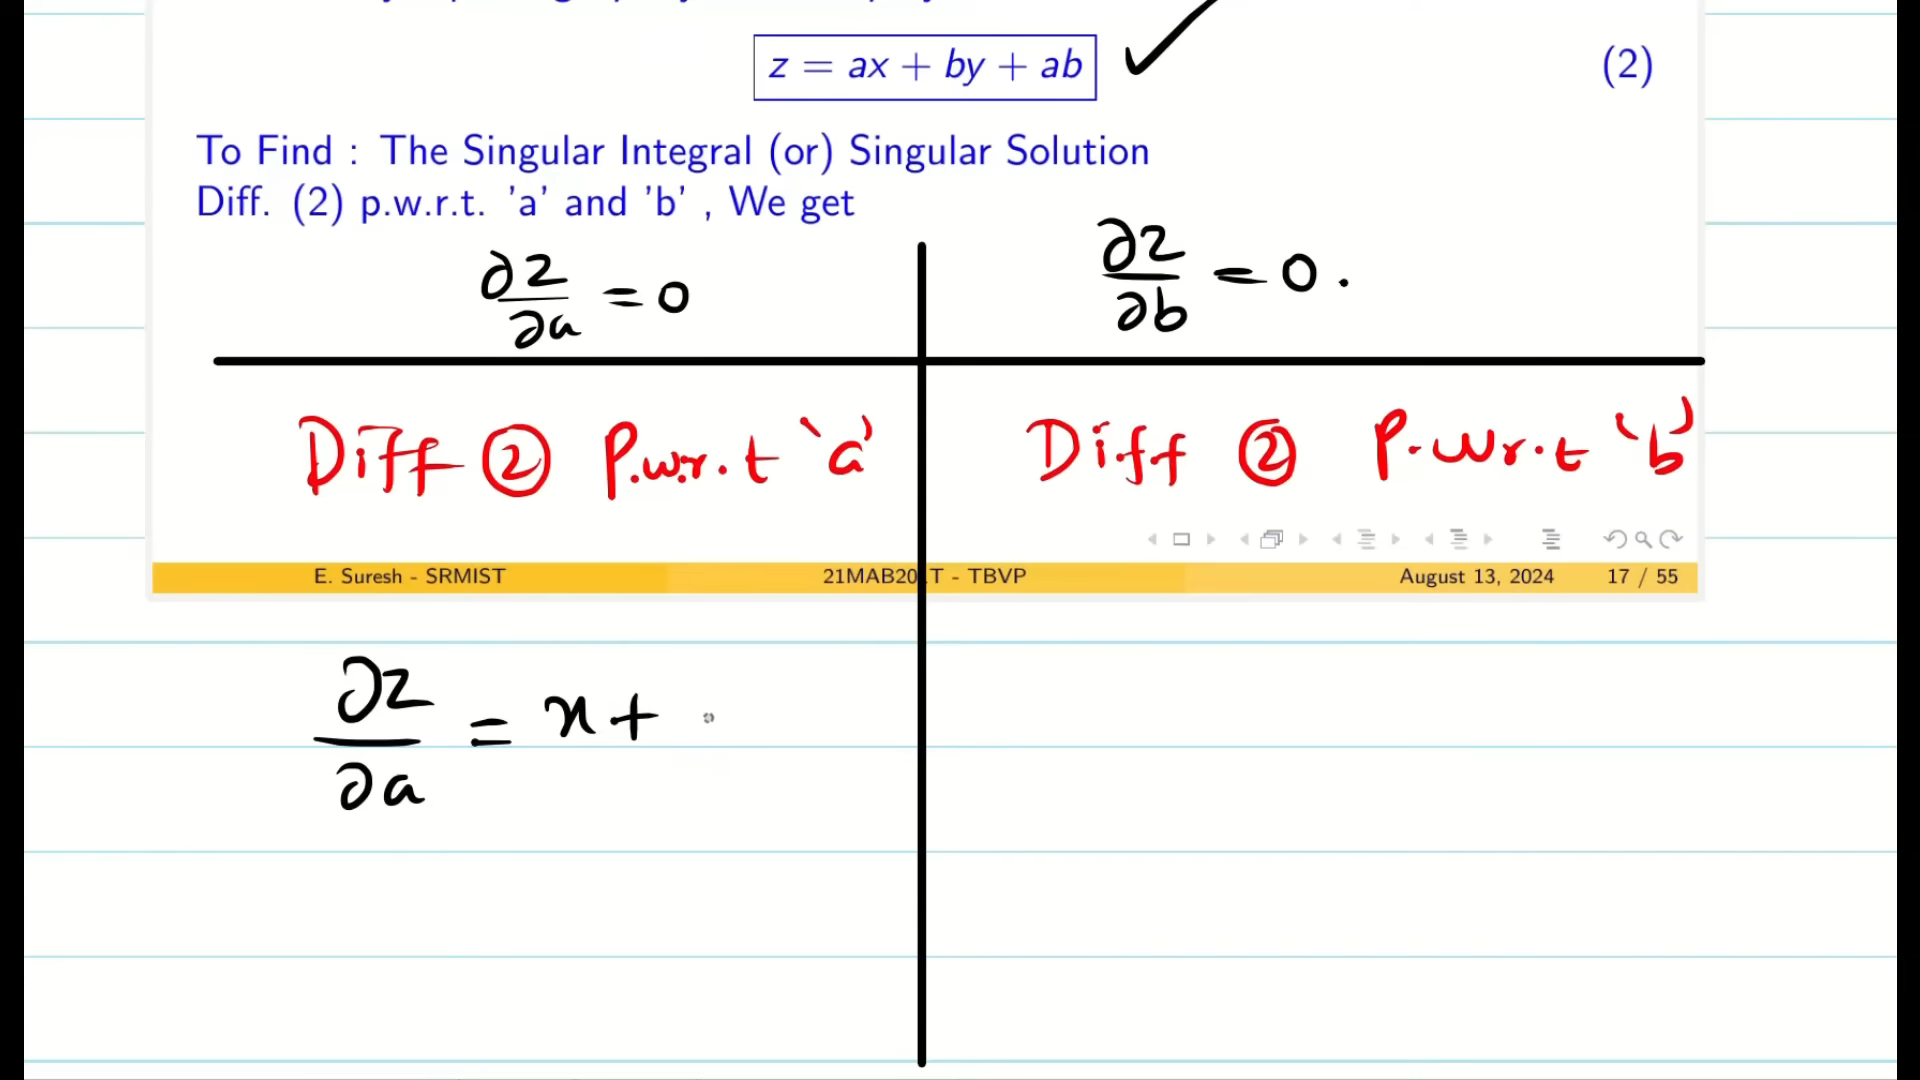 z = ax + by + ab (2)
To Find : The Singular Integral (or) Singular Solution
Diff. (2) p.w.r.t. 'a' and 'b' , We get
∂z/∂a = 0
∂z/∂b = 0.
Diff ② P.w.r.t 'a'
Diff ② P.w.r.t 'b'
E. Suresh - SRMIST 21MAB201T - TBVP August 13, 2024 17 / 55
∂z/∂a = x +